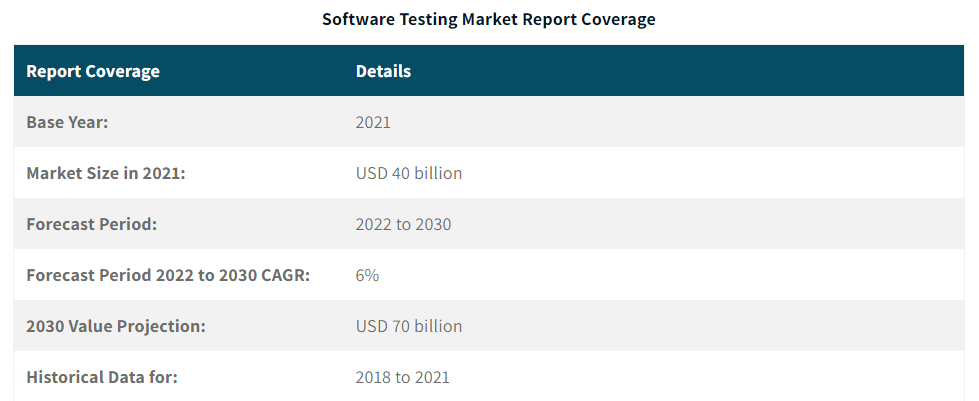 Software Testing Market Report Coverage
Report Coverage Details
Base Year: 2021
Market Size in 2021: USD 40 billion
Forecast Period: 2022 to 2030
Forecast Period 2022 to 2030 CAGR: 6%
2030 Value Projection: USD 70 billion
Historical Data for: 2018 to 2021